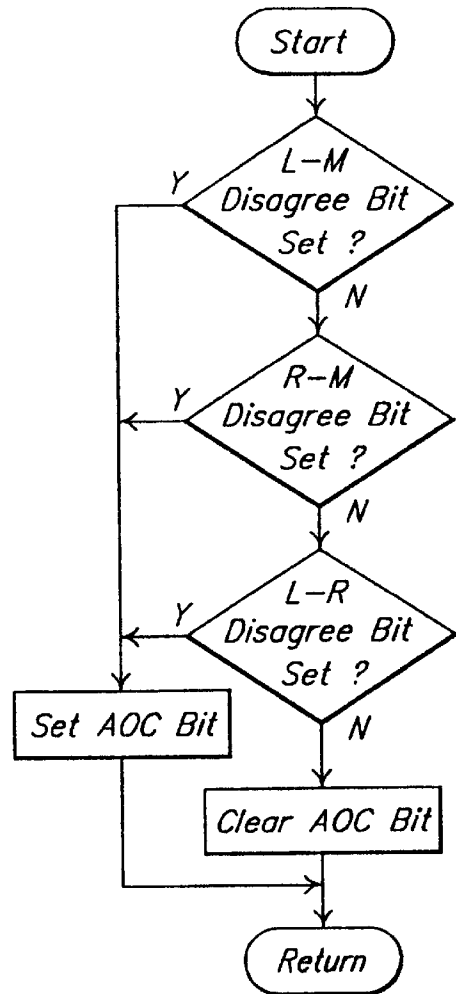 Start
L-M
Y
Disagree Bit
Set ?
N
R-M
Y
Disagree Bit
Set ?
N
L-R
Y
Disagree Bit
Set ?
Set AOC Bit
N
Clear AOC Bit
Return